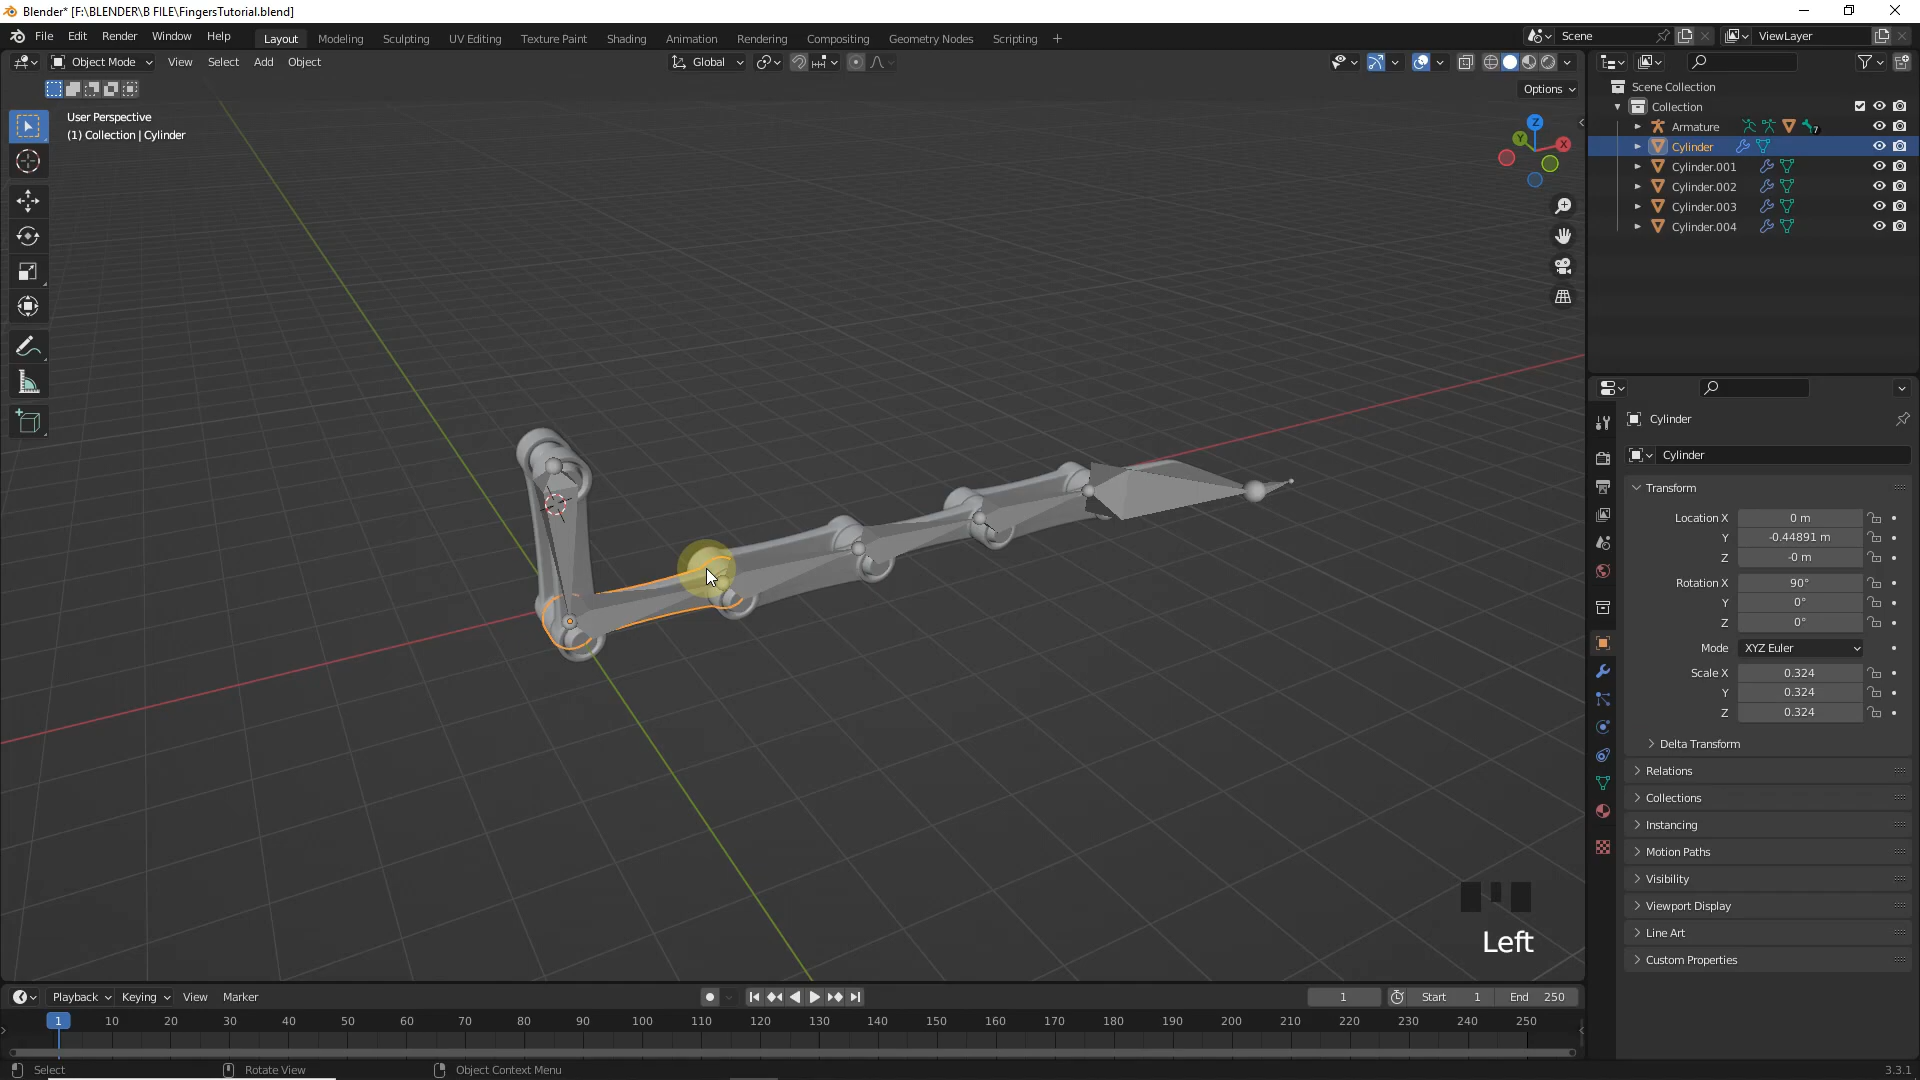 Blender* [F:\BLENDER\B FILE\FingersTutorial.blend]
File Edit Render Window Help Layout Modeling Sculpting UV Editing Texture Paint Shading Animation Rendering Compositing Geometry Nodes Scripting + Scene ViewLayer
Object Mode View Select Add Object Global
Options
User Perspective
(1) Collection | Cylinder
Z
Y
X
Scene Collection
Collection
Armature 7
Cylinder
Cylinder.001
Cylinder.002
Cylinder.003
Cylinder.004
Cylinder
Cylinder
Transform
Location X 0 m
Y -0.44891 m
Z -0 m
Rotation X 90°
Y 0°
Z 0°
Mode XYZ Euler
Scale X 0.324
Y 0.324
Z 0.324
Delta Transform
Relations
Collections
Instancing
Motion Paths
Visibility
Viewport Display
Line Art
Custom Properties
Left
Playback Keying View Marker 1 Start 1 End 250
1 10 20 30 40 50 60 70 80 90 100 110 120 130 140 150 160 170 180 190 200 210 220 230 240 250
Select Rotate View Object Context Menu 3.3.1